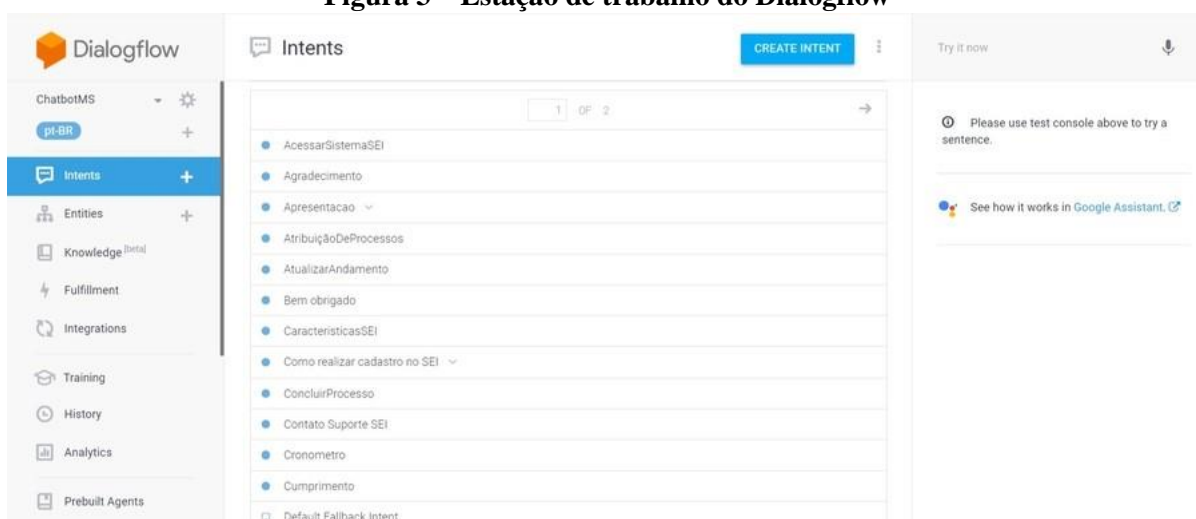 Figura 3 – Estação de trabalho do Dialogflow
Dialogflow
ChatbotMS
pt-BR
Intents
Entities
Knowledge [beta]
Fulfillment
Integrations
Training
History
Analytics
Prebuilt Agents
Intents
CREATE INTENT
1 OF 2
AcessarSistemaSEI
Agradecimento
Apresentacao
AtribuiçãoDeProcessos
AtualizarAndamento
Bem obrigado
CaracteristicasSEI
Como realizar cadastro no SEI
ConcluirProcesso
Contato Suporte SEI
Cronometro
Cumprimento
Default Fallback Intent
Try it now
Please use test console above to try a
sentence.
See how it works in Google Assistant.